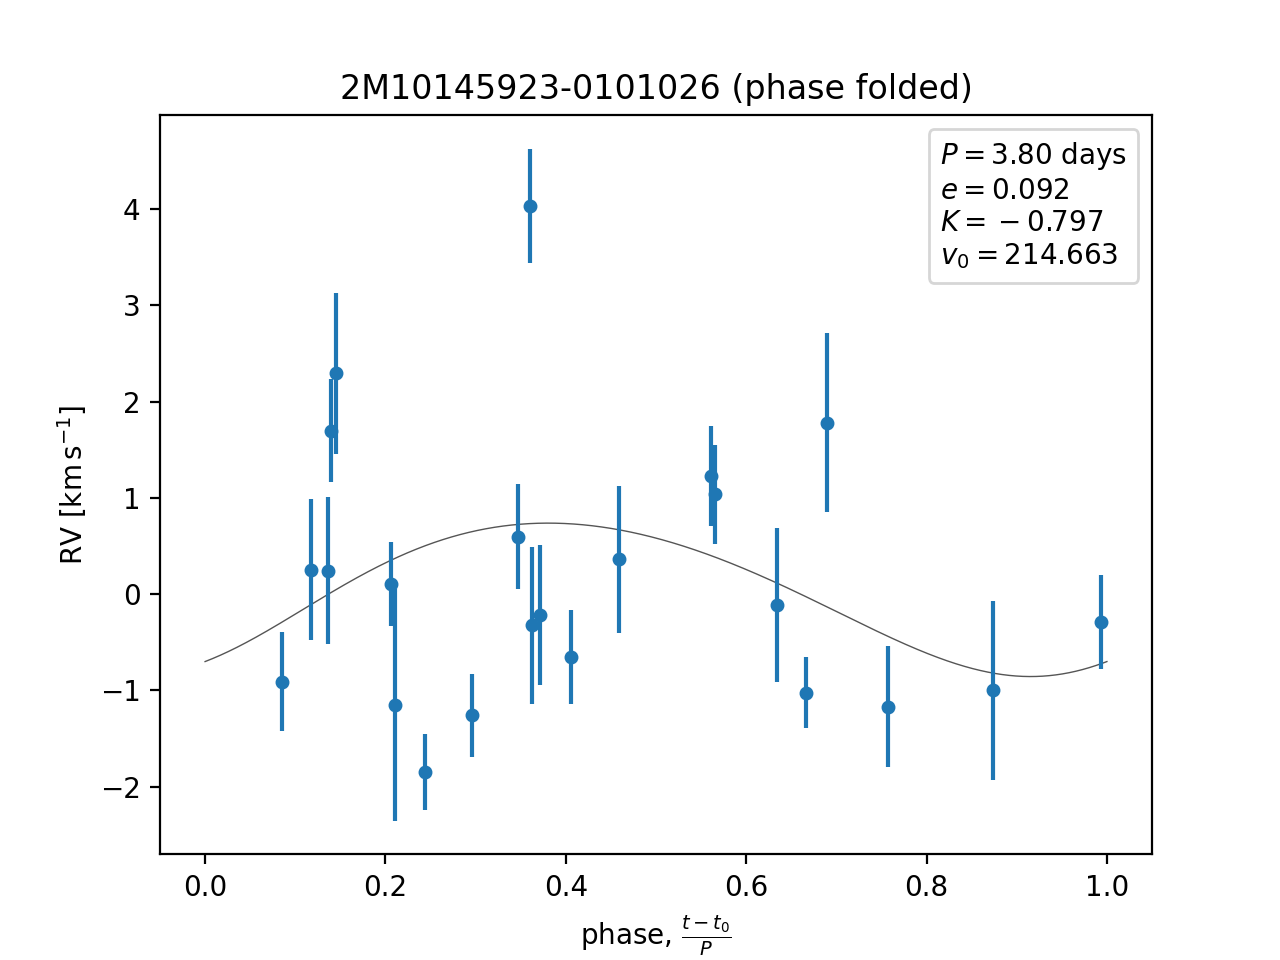 2M10145923-0101026 (phase folded)
P = 3.80 days
e = 0.092
K = −0.797
v₀ = 214.663
4
3
2
1
0
−1
−2
RV [km s⁻¹]
0.0 0.2 0.4 0.6 0.8 1.0
phase, (t − t₀)/P